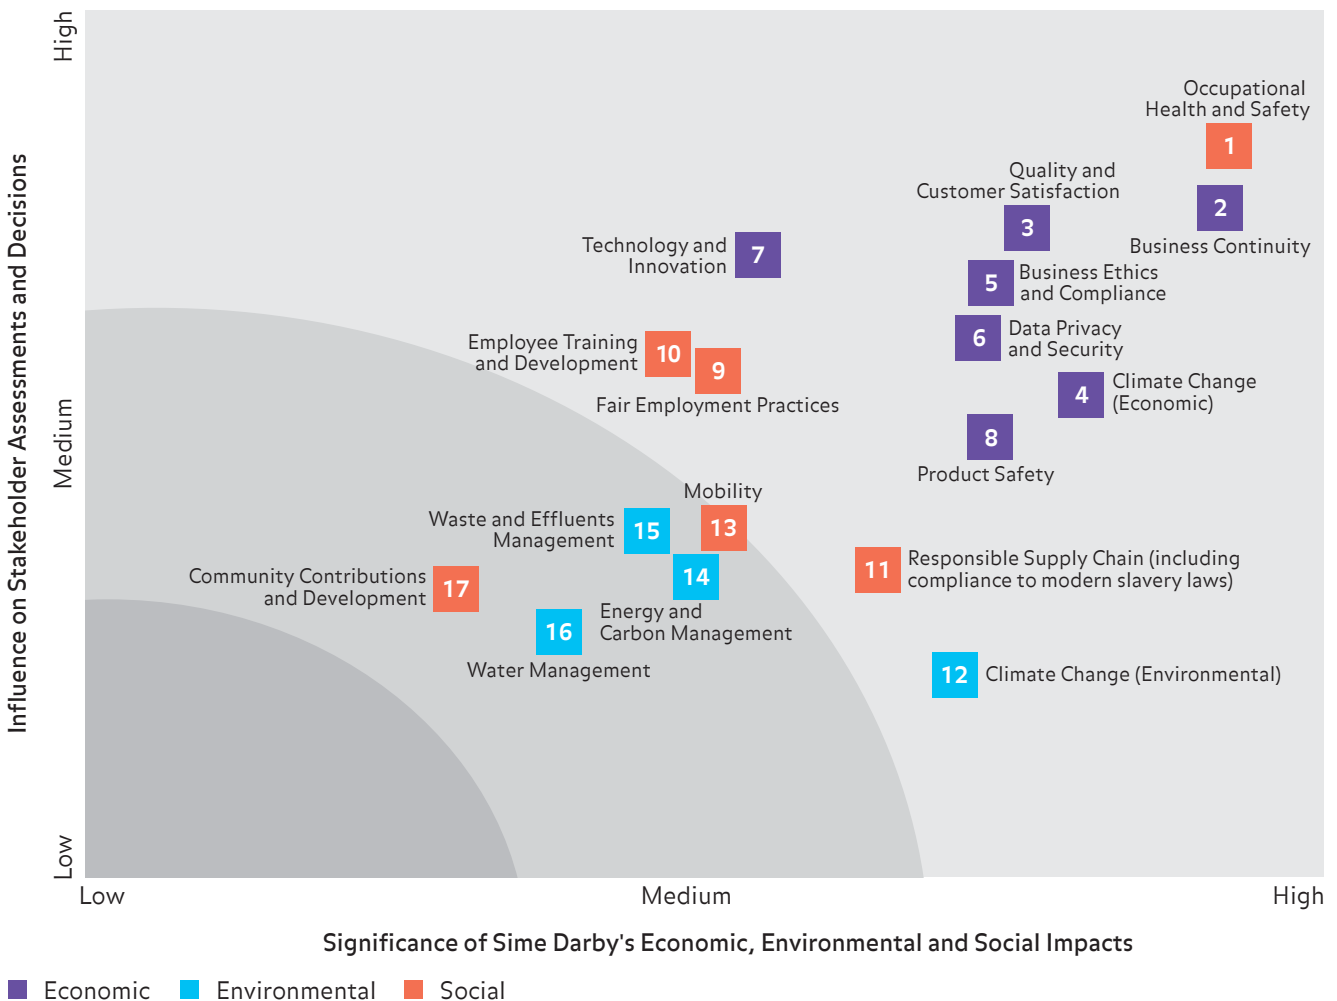 High
Medium
Low
Influence on Stakeholder Assessments and Decisions
Occupational
Health and Safety
1
2
Business Continuity
Quality and
Customer Satisfaction
3
Technology and
Innovation
7
5
Business Ethics
and Compliance
6
Data Privacy
and Security
Employee Training
and Development
10
9
Fair Employment Practices
4
Climate Change
(Economic)
8
Product Safety
Mobility
13
Waste and Effluents
Management
15
14
Energy and
Carbon Management
Community Contributions
and Development
17
16
Water Management
11
Responsible Supply Chain (including
compliance to modern slavery laws)
12
Climate Change (Environmental)
Low
Medium
High
Significance of Sime Darby's Economic, Environmental and Social Impacts
Economic
Environmental
Social